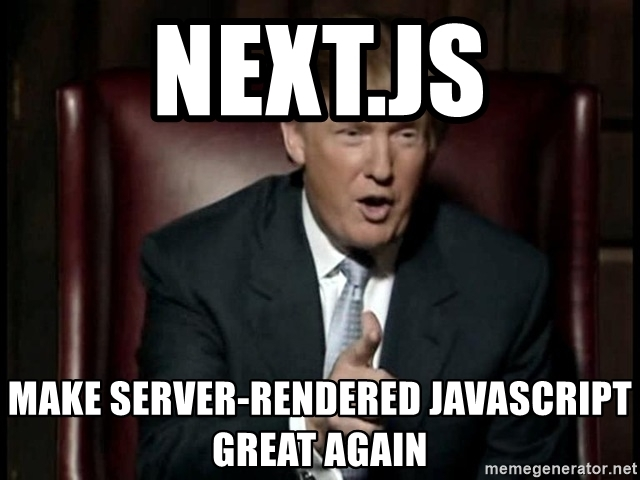 NEXT.JS
MAKE SERVER-RENDERED JAVASCRIPT
GREAT AGAIN
memegenerator.net